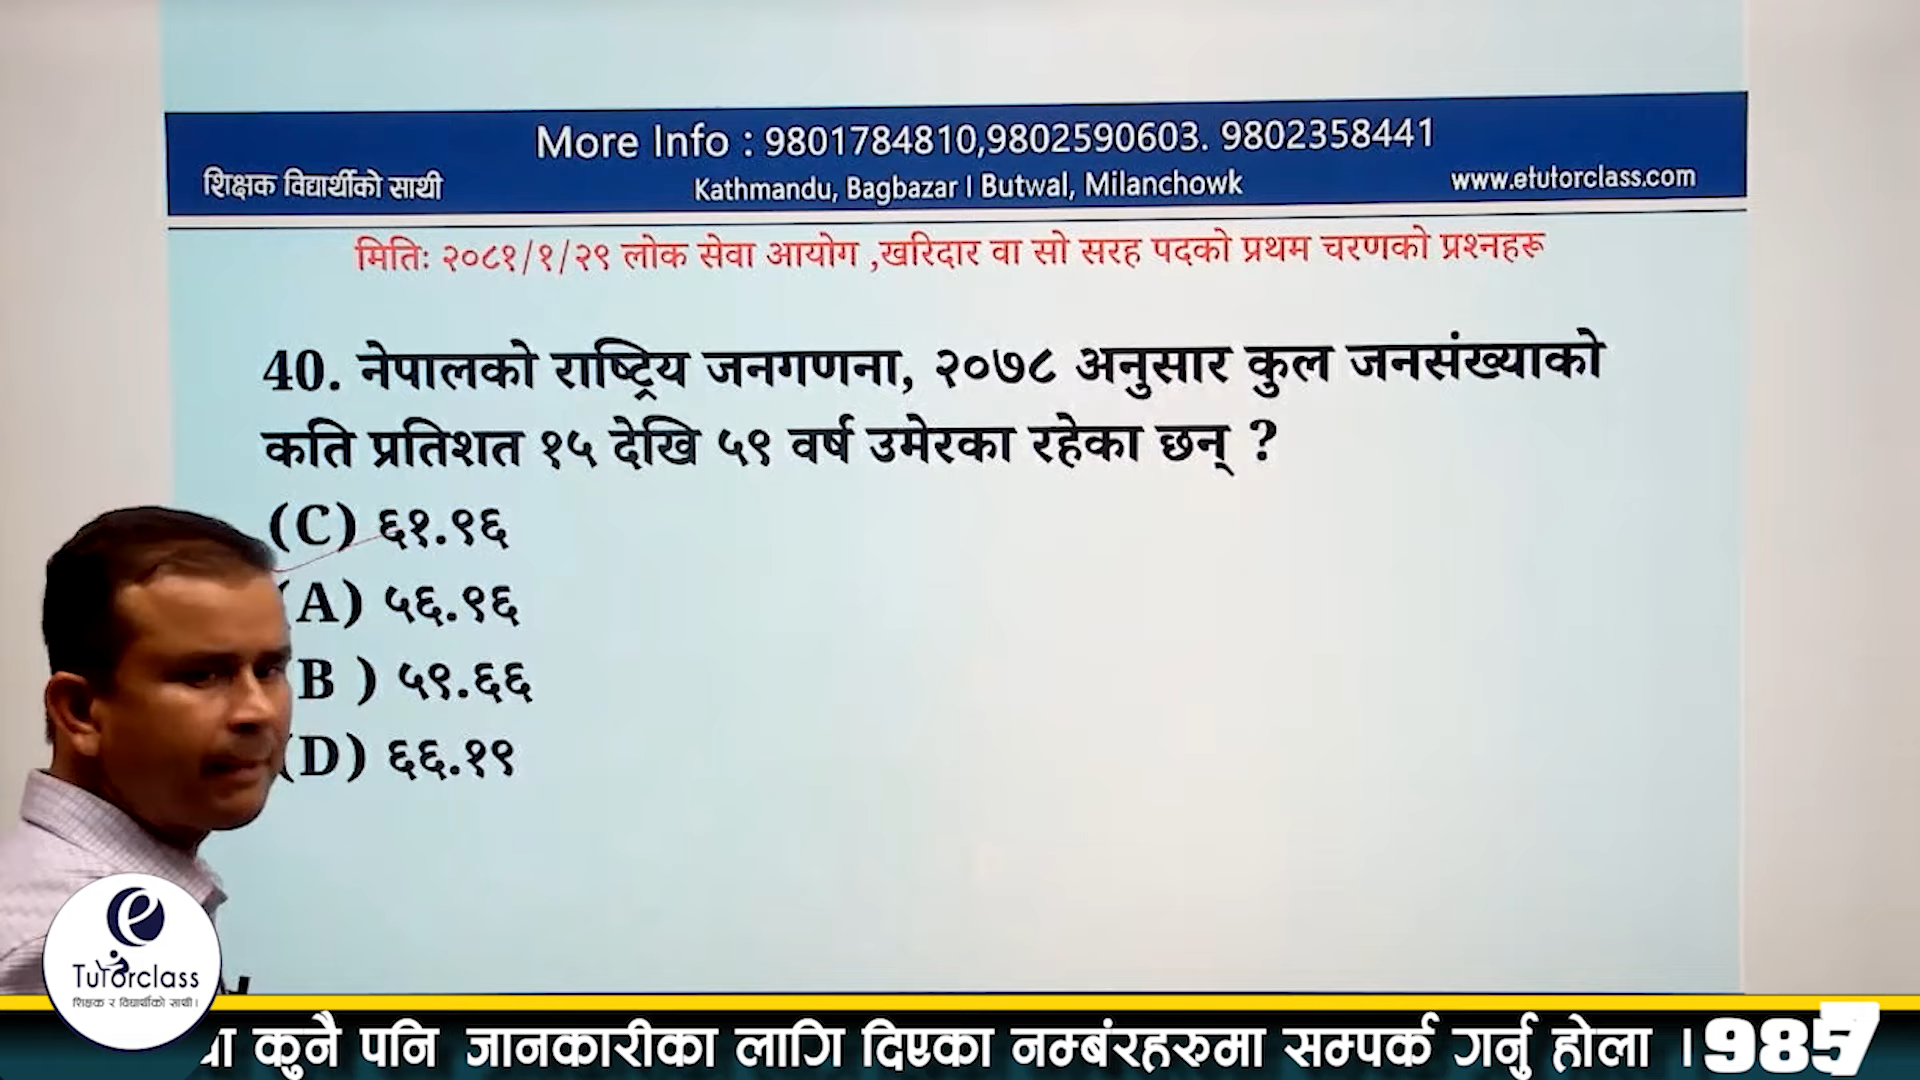 More Info : 9801784810,9802590603. 9802358441
शिक्षक विद्यार्थीको साथी
Kathmandu, Bagbazar | Butwal, Milanchowk
www.etutorclass.com
मितिः २०८१/१/२९ लोक सेवा आयोग ,खरिदार वा सो सरह पदको प्रथम चरणको प्रश्नहरू
40. नेपालको राष्ट्रिय जनगणना, २०७८ अनुसार कुल जनसंख्याको
कति प्रतिशत १५ देखि ५९ वर्ष उमेरका रहेका छन् ?
(C) ६१.९६
(A) ५६.९६
B ) ५९.६६
(D) ६६.१९
e
Tutorclass
शिक्षक र विद्यार्थीको साथी।
कुनै पनि जानकारीका लागि दिएका नम्बंरहरुमा सम्पर्क गर्नु होला । 985